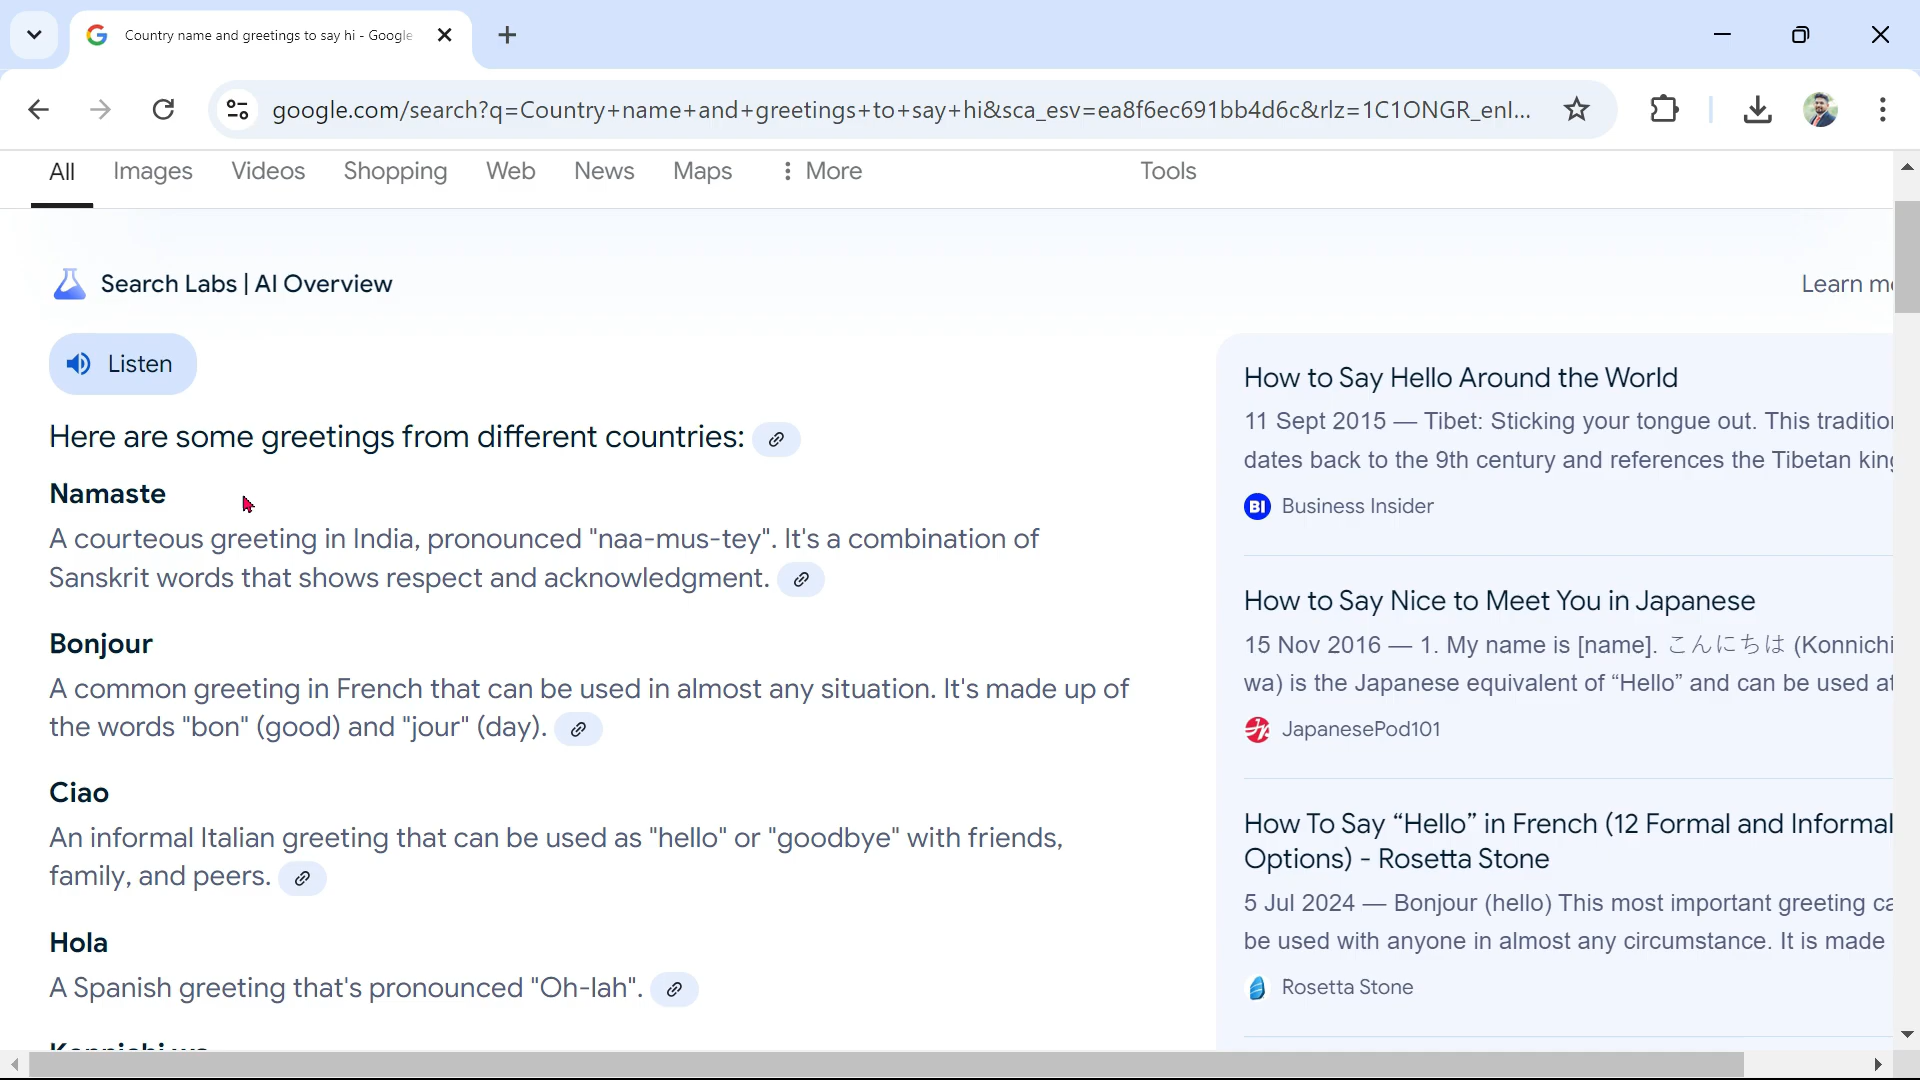 Country name and greetings to say hi - Google
google.com/search?q=Country+name+and+greetings+to+say+hi&sca_esv=ea8f6ec691bb4d6c&rlz=1C1ONGR_enI...
All Images Videos Shopping Web News Maps More Tools
Search Labs | AI Overview
Learn
Listen
Here are some greetings from different countries:
Namaste
A courteous greeting in India, pronounced "naa-mus-tey". It's a combination of
Sanskrit words that shows respect and acknowledgment.
Bonjour
A common greeting in French that can be used in almost any situation. It's made up of
the words "bon" (good) and "jour" (day).
Ciao
An informal Italian greeting that can be used as "hello" or "goodbye" with friends,
family, and peers.
Hola
A Spanish greeting that's pronounced "Oh-lah".
How to Say Hello Around the World
11 Sept 2015 — Tibet: Sticking your tongue out. This
dates back to the 9th century and references the Tibetan
BI Business Insider
How to Say Nice to Meet You in Japanese
15 Nov 2016 — 1. My name is [name]. こんにちは (Konnichi
wa) is the Japanese equivalent of “Hello” and can be used
JapanesePod101
How To Say “Hello” in French (12 Formal and Informal
Options) - Rosetta Stone
5 Jul 2024 — Bonjour (hello) This most important greeting
be used with anyone in almost any circumstance. It is made
Rosetta Stone